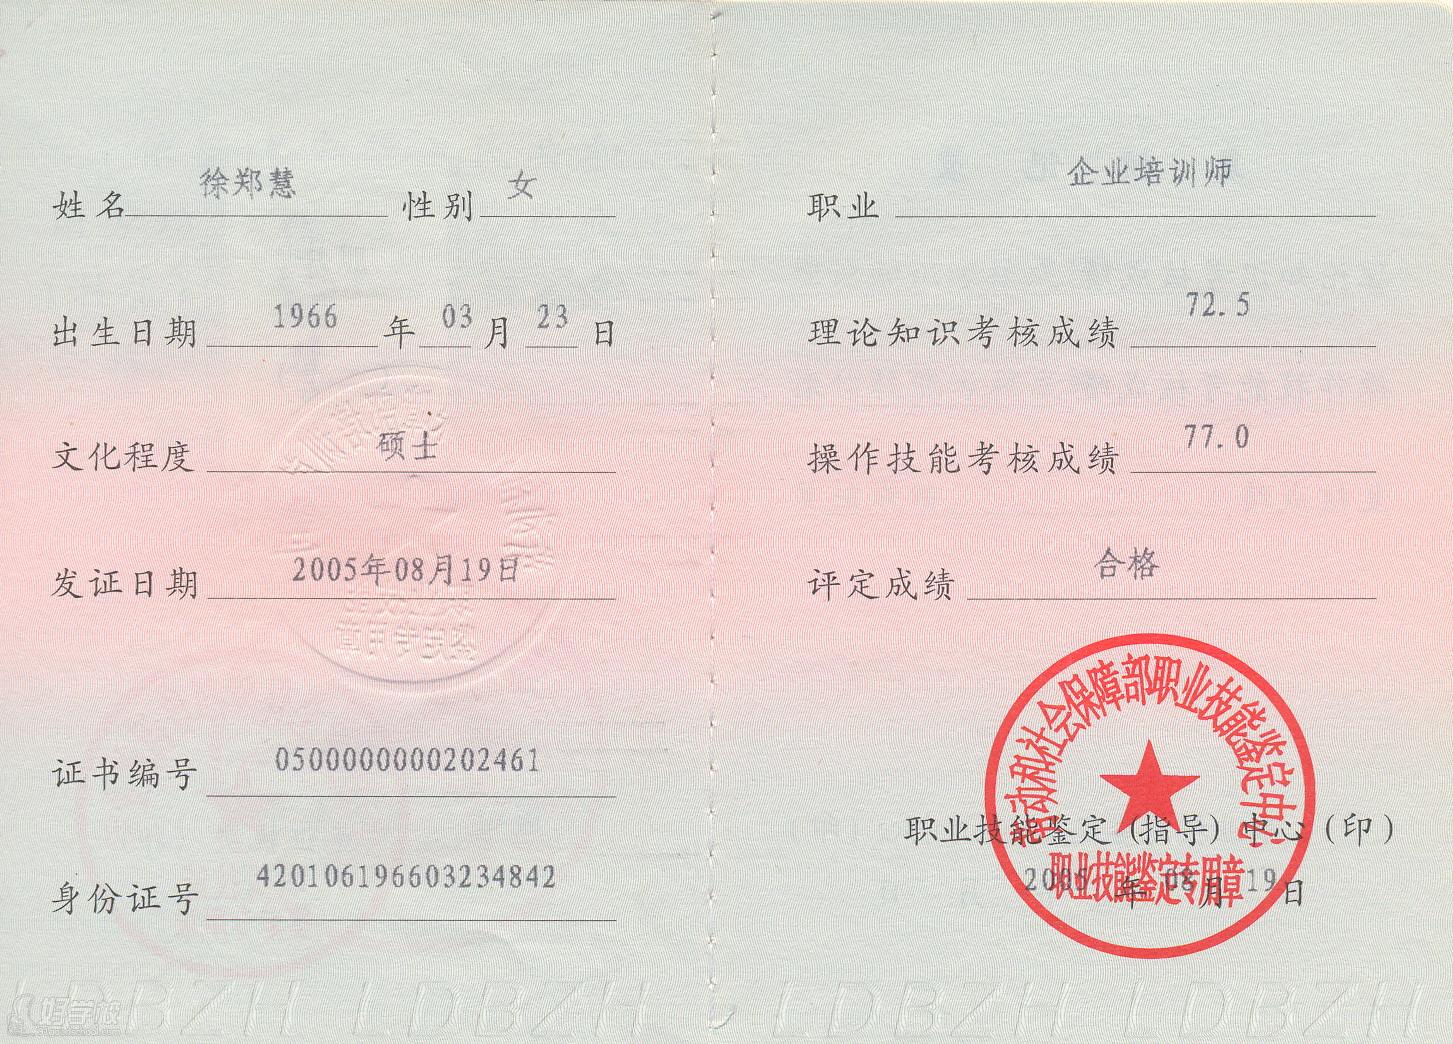 姓名 徐郑慧 性别 女
出生日期 1966 年 03 月 23 日
文化程度 硕士
发证日期 2005年08月19日
证书编号 0500000000202461
身份证号 420106196603234842
职业 企业培训师
理论知识考核成绩 72.5
操作技能考核成绩 77.0
评定成绩 合格
劳动和社会保障部职业技能鉴定中心
职业技能鉴定(指导)中心(印)
职业技能鉴定专用章
2005 年 08 月 19 日
LDBZH LDBZH LDBZH LDBZH
好学校